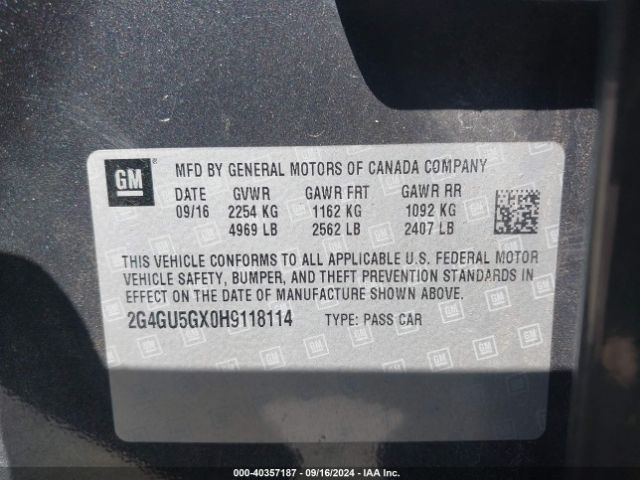 GM ® MFD BY GENERAL MOTORS OF CANADA COMPANY
DATE GVWR GAWR FRT GAWR RR
09/16 2254 KG 1162 KG 1092 KG
4969 LB 2562 LB 2407 LB
THIS VEHICLE CONFORMS TO ALL APPLICABLE U.S. FEDERAL MOTOR
VEHICLE SAFETY, BUMPER, AND THEFT PREVENTION STANDARDS IN
EFFECT ON THE DATE OF MANUFACTURE SHOWN ABOVE.
2G4GU5GX0H9118114 TYPE: PASS CAR
000-40357187 - 09/16/2024 - IAA Inc.